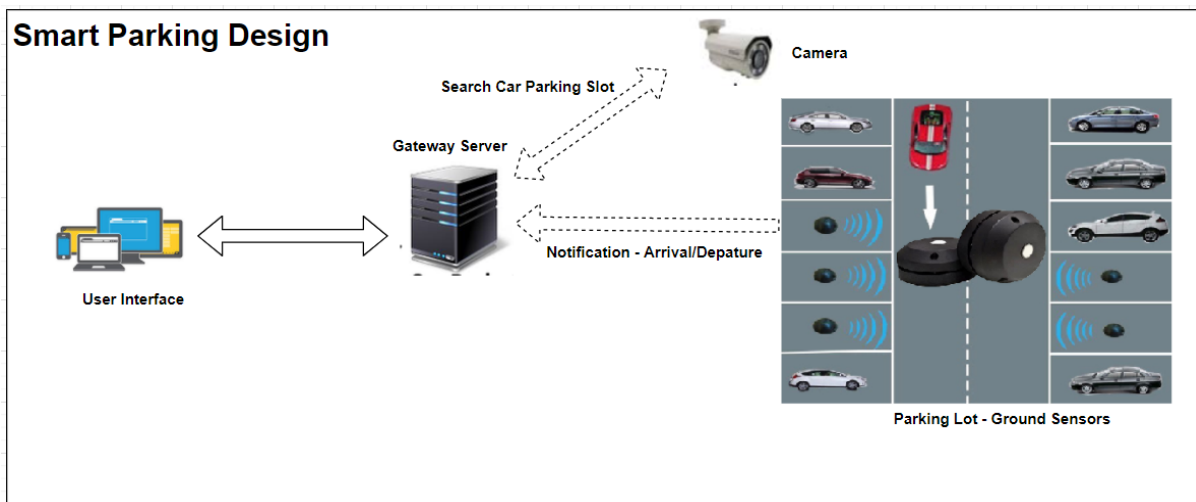 Smart Parking Design
Camera
Search Car Parking Slot
Gateway Server
Notification - Arrival/Depature
User Interface
Parking Lot - Ground Sensors